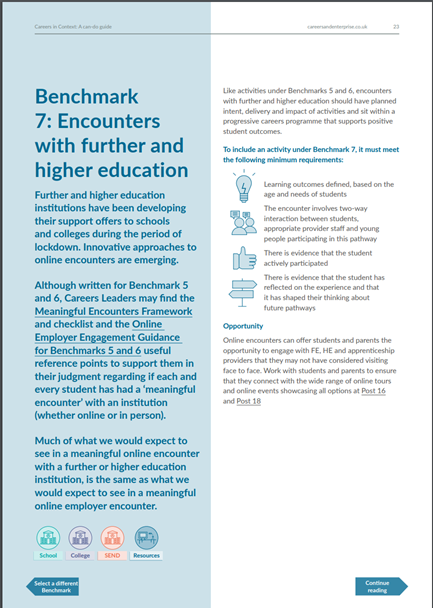 Careers in Context: A can-do guide
careersandenterprise.co.uk
23
Benchmark
7: Encounters
with further and
higher education
Further and higher education
institutions have been developing
their support offers to schools
and colleges during the period of
lockdown. Innovative approaches to
online encounters are emerging.
Although written for Benchmark 5
and 6, Careers Leaders may find the
Meaningful Encounters Framework
and checklist and the Online
Employer Engagement Guidance
for Benchmarks 5 and 6 useful
reference points to support them in
their judgment regarding if each and
every student has had a ‘meaningful
encounter’ with an institution
(whether online or in person).
Much of what we would expect to
see in a meaningful online encounter
with a further or higher education
institution, is the same as what we
would expect to see in a meaningful
online employer encounter.
School
College
SEND
Resources
Select a different
Benchmark
Like activities under Benchmarks 5 and 6, encounters
with further and higher education should have planned
intent, delivery and impact of activities and sit within a
progressive careers programme that supports positive
student outcomes.
To include an activity under Benchmark 7, it must meet
the following minimum requirements:
Learning outcomes defined, based on the
age and needs of students
The encounter involves two-way
interaction between students,
appropriate provider staff and young
people participating in this pathway
There is evidence that the student
actively participated
There is evidence that the student has
reflected on the experience and that
it has shaped their thinking about
future pathways
Opportunity
Online encounters can offer students and parents the
opportunity to engage with FE, HE and apprenticeship
providers that they may not have considered visiting
face to face. Work with students and parents to ensure
that they connect with the wide range of online tours
and online events showcasing all options at Post 16
and Post 18
Continue
reading